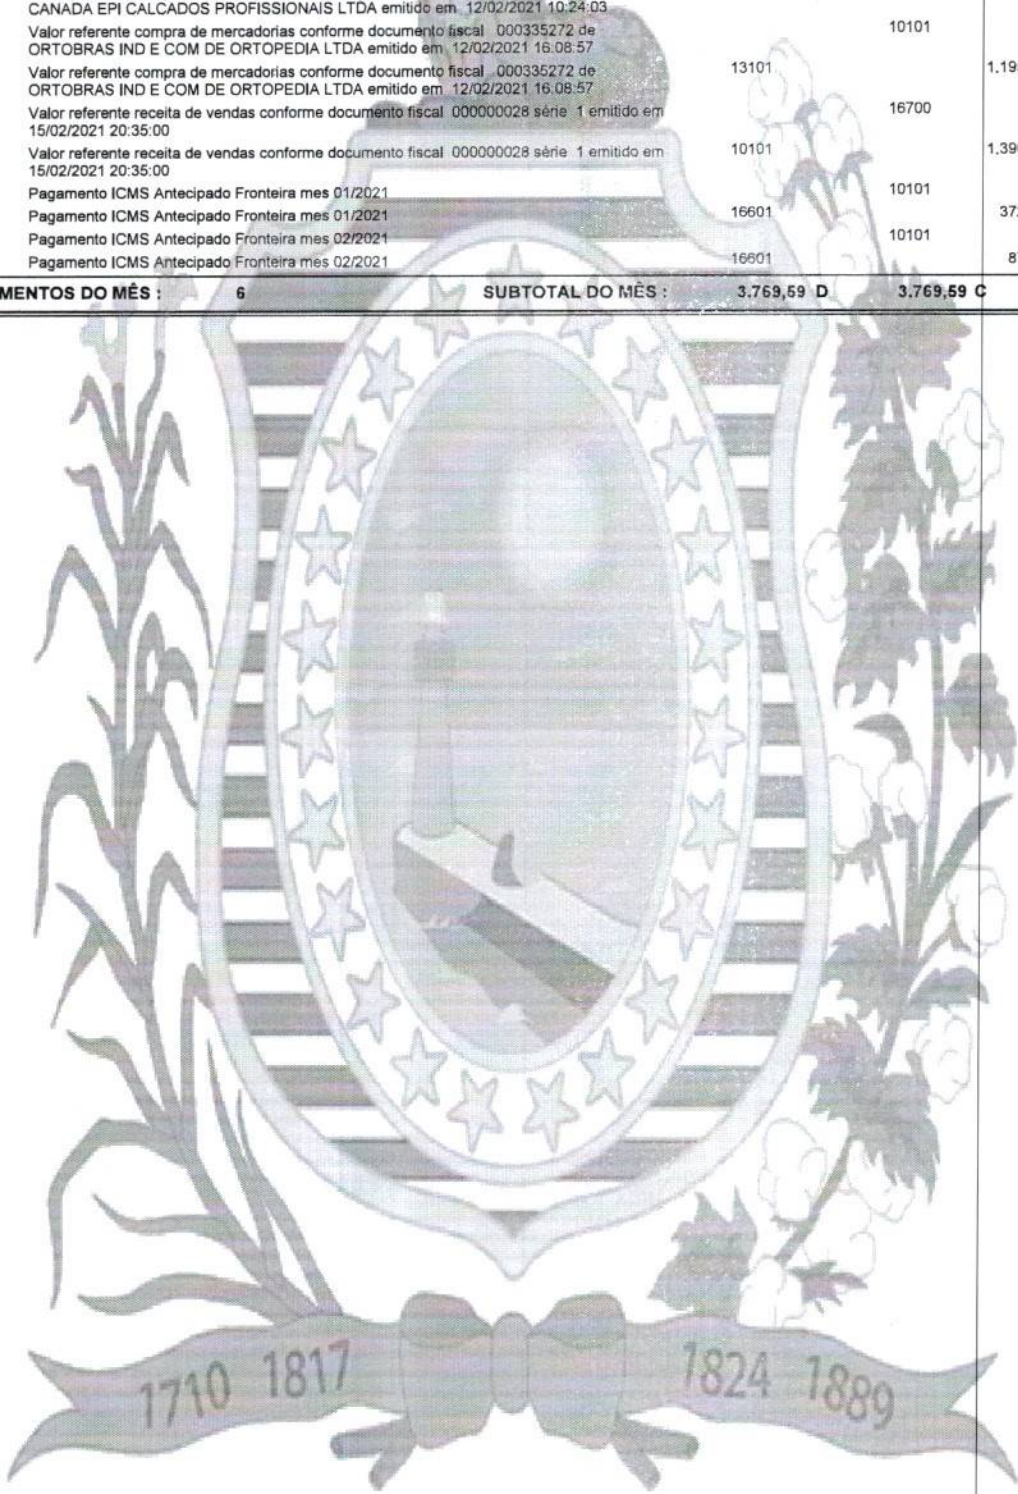 CANADA EPI CALCADOS PROFISSIONAIS LTDA emitido em 12/02/2021 10:24:03
Valor referente compra de mercadorias conforme documento fiscal 000335272 de 10101
ORTOBRAS IND E COM DE ORTOPEDIA LTDA emitido em 12/02/2021 16:08:57
Valor referente compra de mercadorias conforme documento fiscal 000335272 de 13101
ORTOBRAS IND E COM DE ORTOPEDIA LTDA emitido em 12/02/2021 16:08:57
Valor referente receita de vendas conforme documento fiscal 000000028 série 1 emitido em 16700
15/02/2021 20:35:00
Valor referente receita de vendas conforme documento fiscal 000000028 série 1 emitido em 10101
15/02/2021 20:35:00
Pagamento ICMS Antecipado Fronteira mes 01/2021 10101
Pagamento ICMS Antecipado Fronteira mes 01/2021 16601
Pagamento ICMS Antecipado Fronteira mes 02/2021 10101
Pagamento ICMS Antecipado Fronteira mes 02/2021 16601
MENTOS DO MÊS : 6 SUBTOTAL DO MÊS : 3.769,59 D 3.769,59 C
1710 1817 1824 1889